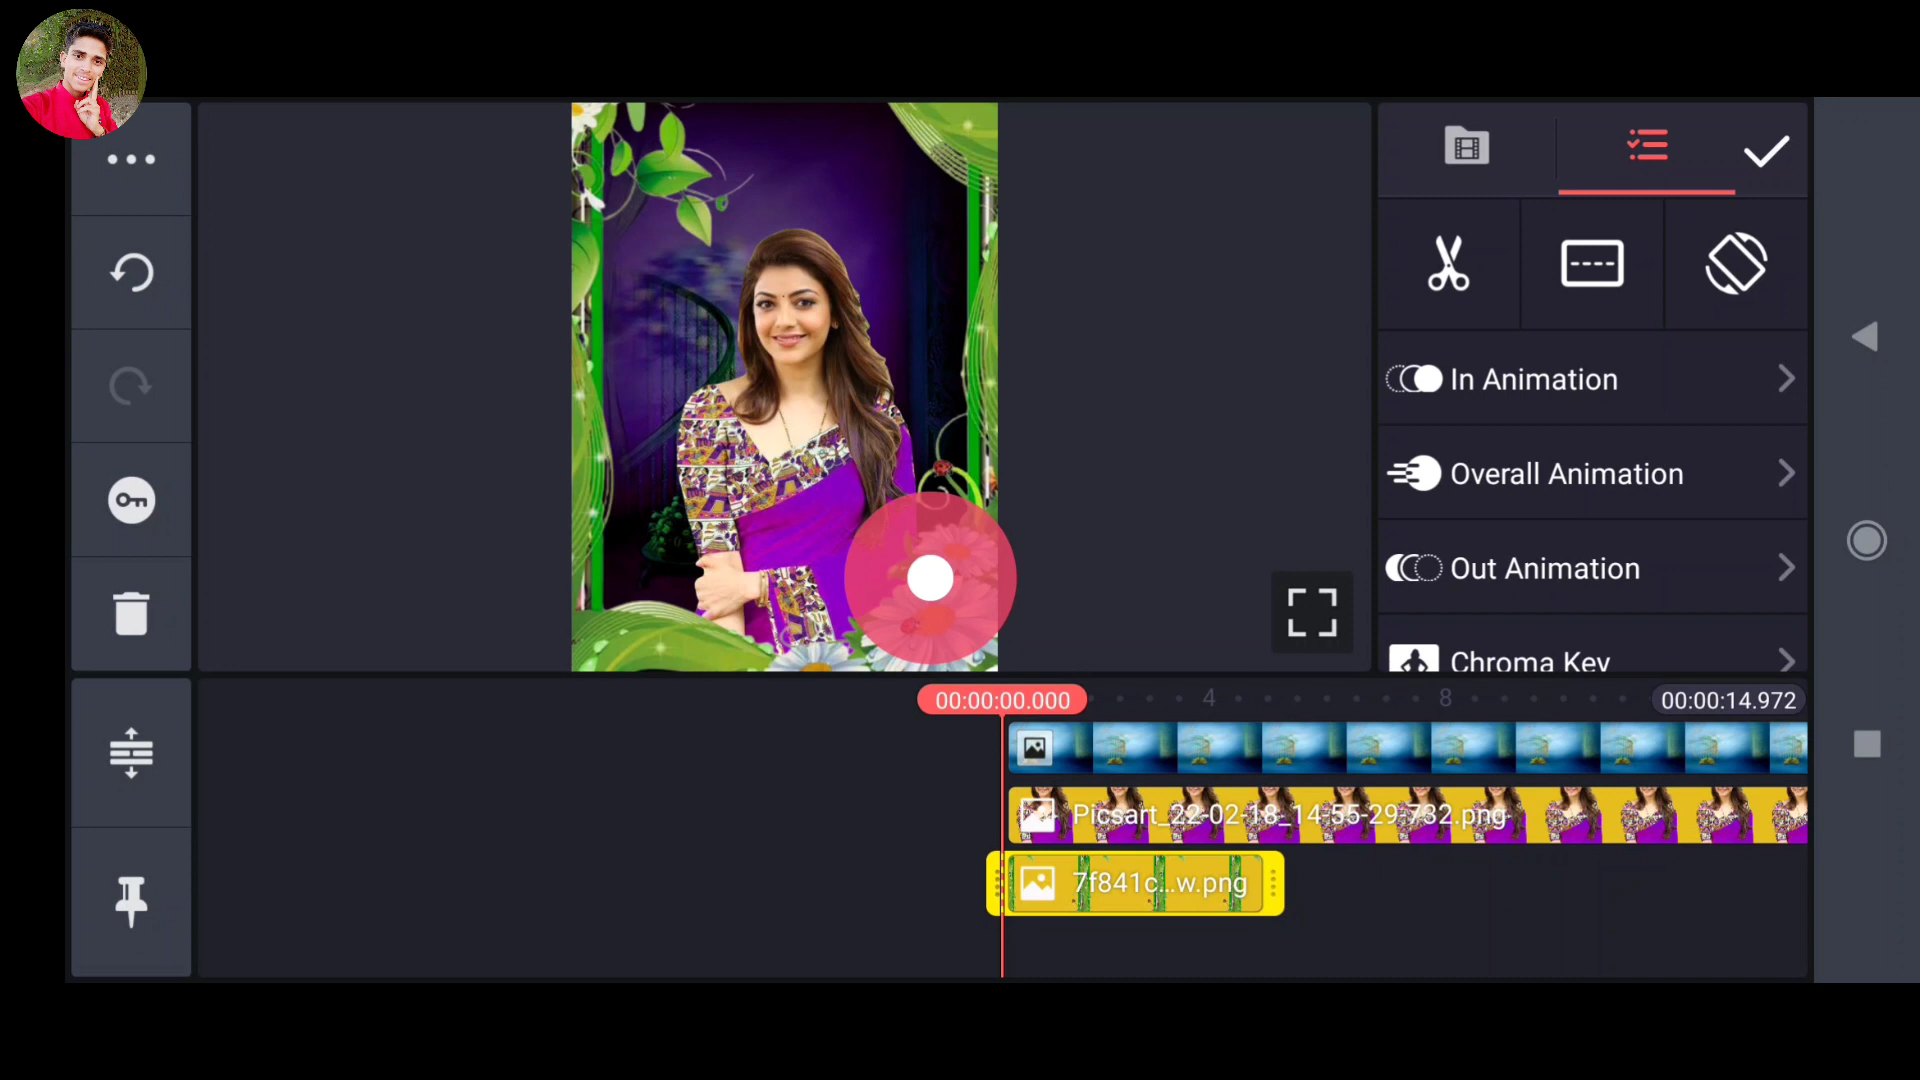 In Animation
Overall Animation
Out Animation
Chroma Key
00:00:00.000
4
8
00:00:14.972
Picsart_22-02-18_14-55-29-732.png
7f841c...w.png